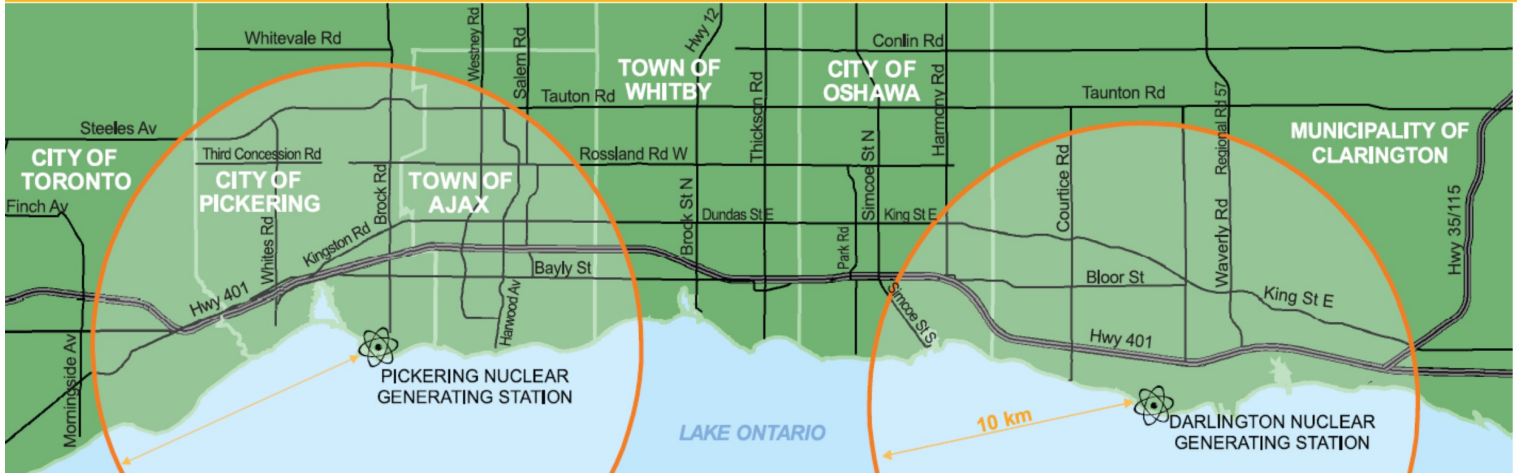 Whitevale Rd
Westney Rd
Salem Rd
Hwy 12
Conlin Rd
TOWN OF
WHITBY
CITY OF
OSHAWA
Thickson Rd
Harmony Rd
Tauton Rd
Taunton Rd
Regional Rd 57
Steeles Av
MUNICIPALITY OF
CLARINGTON
CITY OF
TORONTO
Third Concession Rd
Rossland Rd W
CITY OF
PICKERING
Brock Rd
TOWN OF
AJAX
Simcoe St N
Courtice Rd
Finch Av
Brock St N
Dundas St E
King St E
Whites Rd
Kingston Rd
Park Rd
Waverly Rd
Hwy 35/115
Bayly St
Bloor St
Hwy 401
King St E
Harwood Av
Simcoe St S
Hwy 401
Morningside Av
PICKERING NUCLEAR
GENERATING STATION
10 km
LAKE ONTARIO
DARLINGTON NUCLEAR
GENERATING STATION